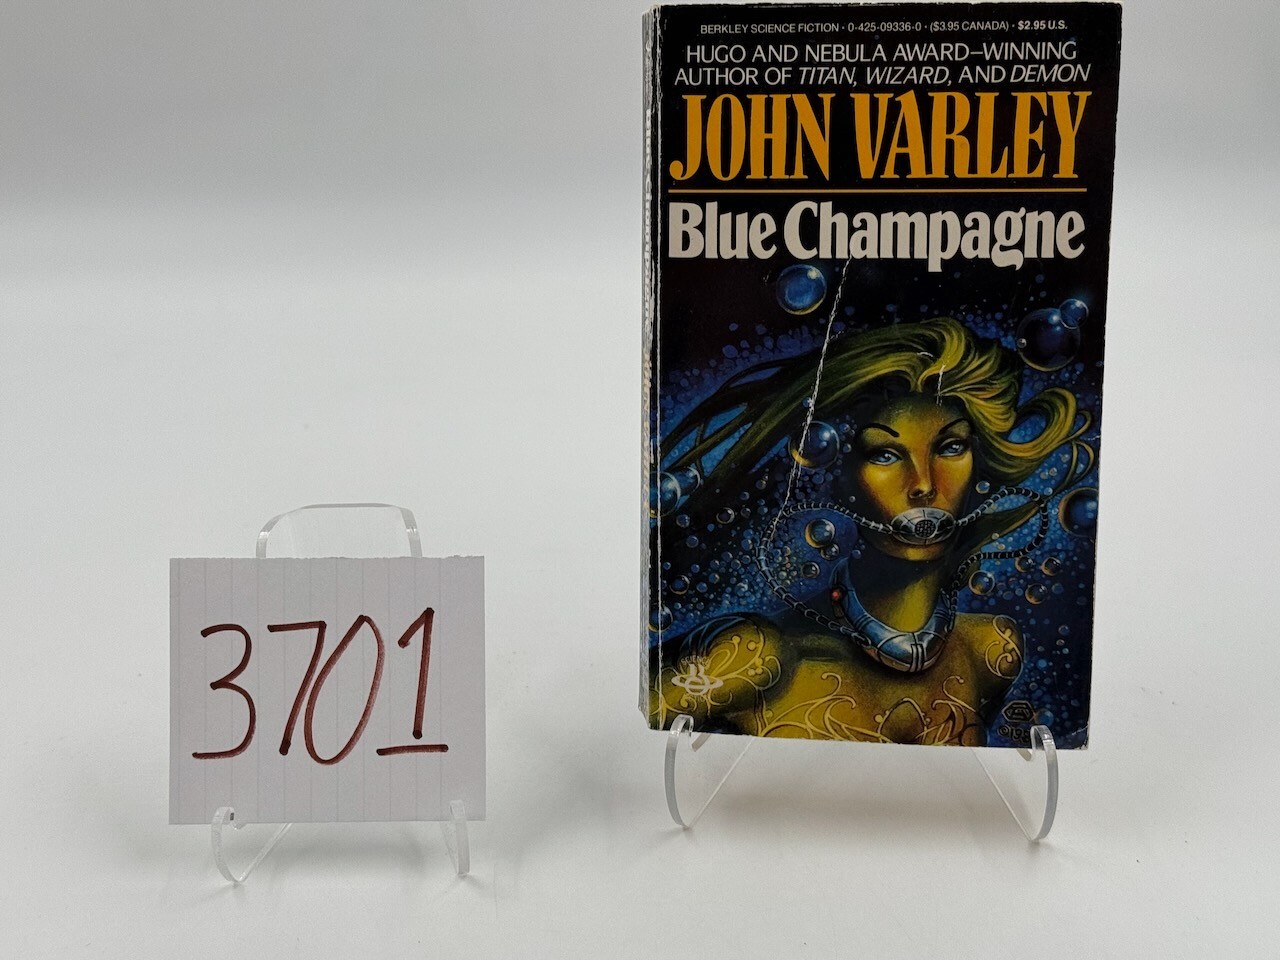 BERKLEY SCIENCE FICTION · 0-425-09336-0 · ($3.95 CANADA) · $2.95 U.S.
HUGO AND NEBULA AWARD–WINNING
AUTHOR OF TITAN, WIZARD, AND DEMON
JOHN VARLEY
Blue Champagne
SCIENCE
3701